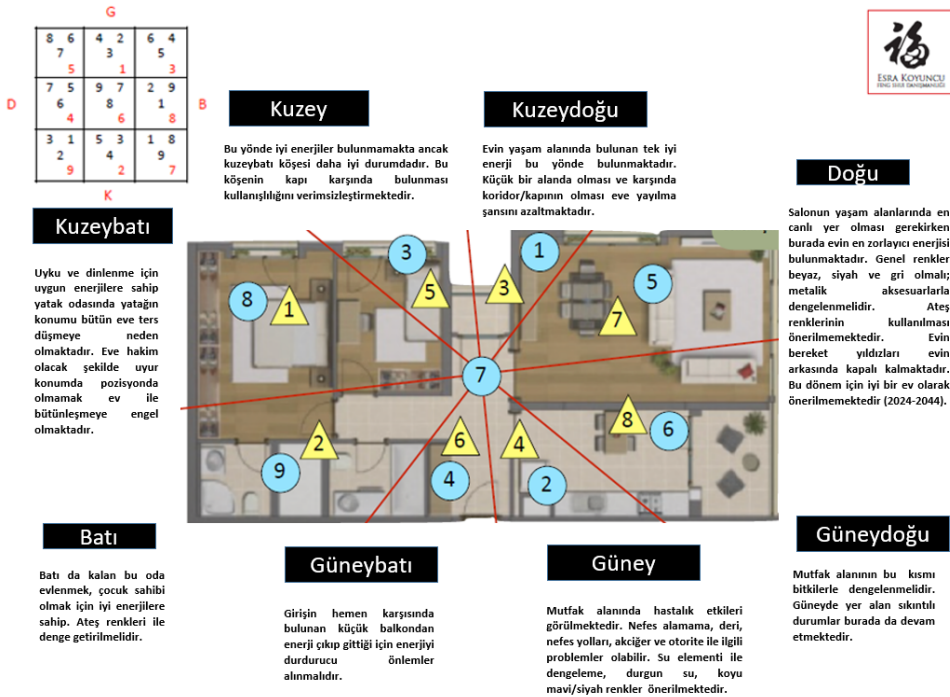 G
8 6 4 2 6 4
7 3 5
5 1 3
7 5 9 7 2 9
D 6 8 1 B
4 6 8
3 1 5 3 1 8
2 4 9
9 2 7
K
ESRA KOYUNCU
FENG SHUI DANIŞMANLIĞI
Kuzey
Bu yönde iyi enerjiler bulunmamakta ancak
kuzeybatı köşesi daha iyi durumdadır. Bu
köşenin kapı karşında bulunması
kullanışlılığını verimsizleştirmektedir.
Kuzeydoğu
Evin yaşam alanında bulunan tek iyi
enerji bu yönde bulunmaktadır.
Küçük bir alanda olması ve karşında
koridor/kapının olması eve yayılma
şansını azaltmaktadır.
Doğu
Salonun yaşam alanlarında en
canlı yer olması gerekirken
burada evin en zorlayıcı enerjisi
bulunmaktadır. Genel renkler
beyaz, siyah ve gri olmalı;
metalik aksesuarlarla
dengelenmelidir. Ateş
renklerinin kullanılması
önerilmemektedir. Evin
bereket yıldızları evin
arkasında kapalı kalmaktadır.
Bu dönem için iyi bir ev olarak
önerilmemektedir (2024-2044).
Kuzeybatı
Uyku ve dinlenme için
uygun enerjilere sahip
yatak odasında yatağın
konumu bütün eve ters
düşmeye neden
olmaktadır. Eve hakim
olacak şekilde uyur
konumda pozisyonda
olmamak ev ile
bütünleşmeye engel
olmaktadır.
3
1
5
8
1
5
3
7
7
8
6
2
6
4
9
4
2
Batı
Batı da kalan bu oda
evlenmek, çocuk sahibi
olmak için iyi enerjilere
sahip. Ateş renkleri ile
denge getirilmelidir.
Güneybatı
Girişin hemen karşısında
bulunan küçük balkondan
enerji çıkıp gittiği için enerjiyi
durdurucu önlemler
alınmalıdır.
Güney
Mutfak alanında hastalık etkileri
görülmektedir. Nefes alamama, deri,
nefes yolları, akciğer ve otorite ile ilgili
problemler olabilir. Su elementi ile
dengeleme, durgun su, koyu
mavi/siyah renkler önerilmektedir.
Güneydoğu
Mutfak alanının bu kısmı
bitkilerle dengelenmelidir.
Güneyde yer alan sıkıntılı
durumlar burada da devam
etmektedir.